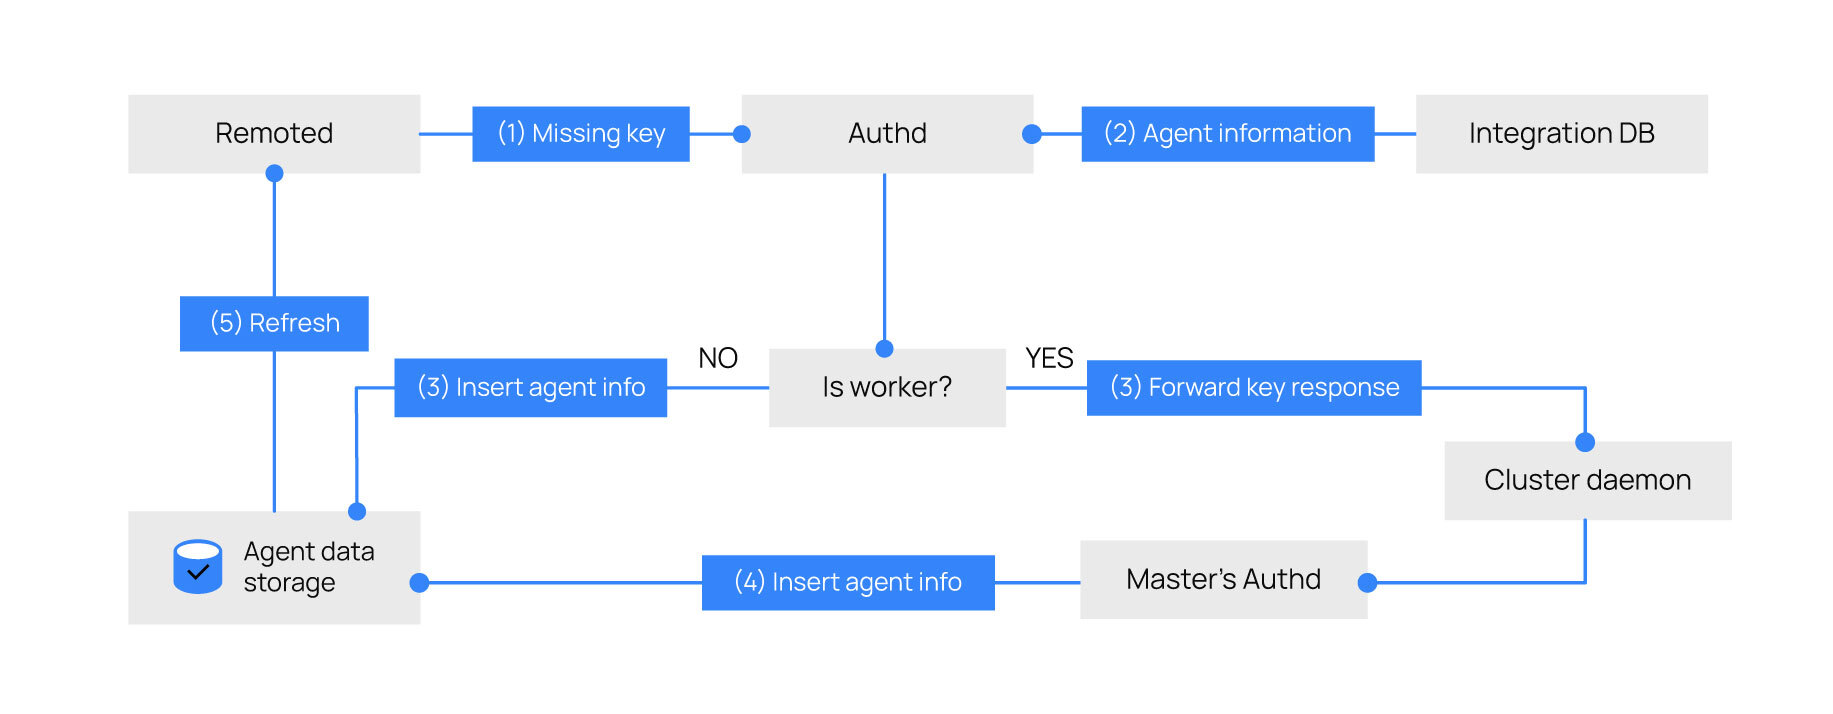 Remoted
(1) Missing key
Authd
(2) Agent information
Integration DB
(5) Refresh
(3) Insert agent info
NO
Is worker?
YES
(3) Forward key response
Cluster daemon
Agent data
storage
(4) Insert agent info
Master’s Authd